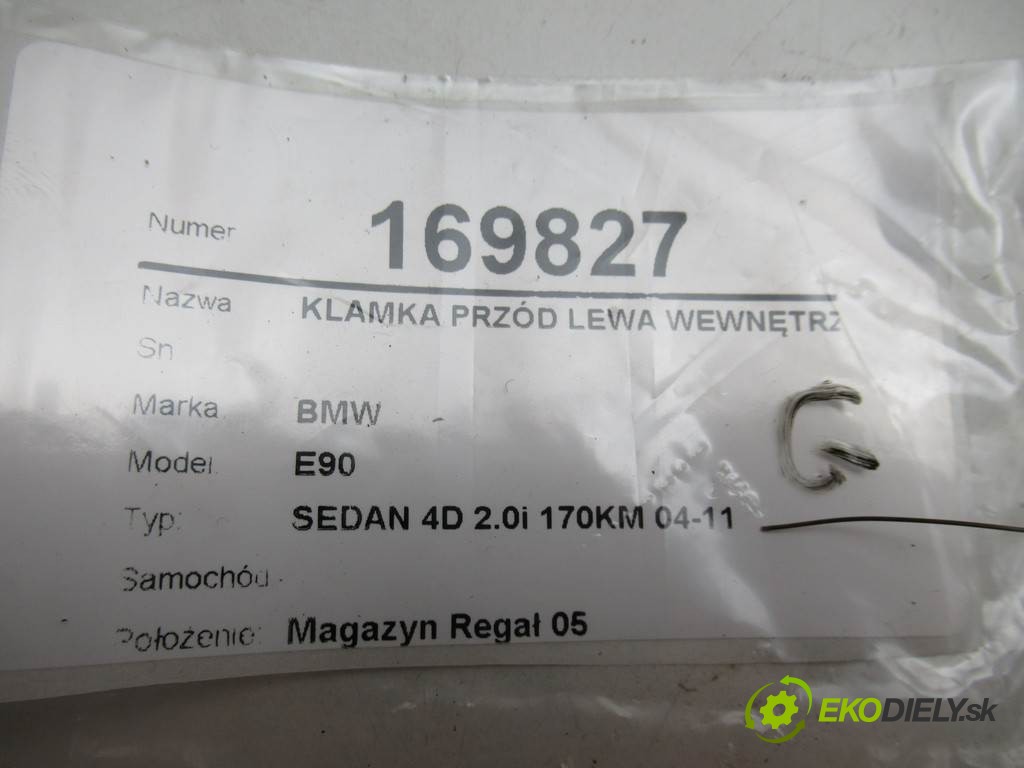 Numer 169827
Nazwa KLAMKA PRZÓD LEWA WEWNĘTRZ
Sn
Marka BMW
Model E90
Typ: SEDAN 4D 2.0i 170KM 04-11
Samochód
Położenie: Magazyn Regał 05
G
EKODIELY.sk